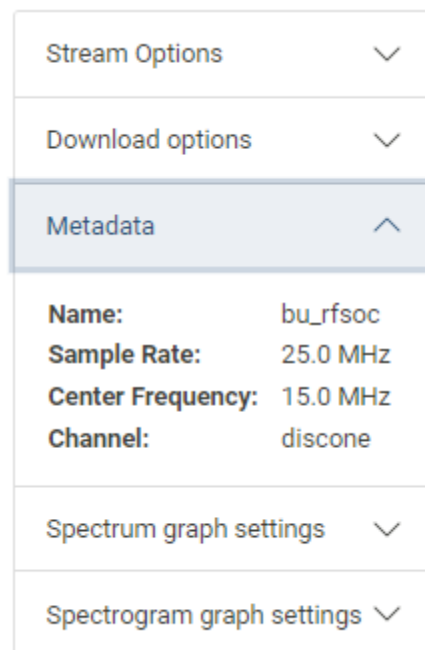 Stream Options
Download options
Metadata
Name: bu_rfsoc
Sample Rate: 25.0 MHz
Center Frequency: 15.0 MHz
Channel: discone
Spectrum graph settings
Spectrogram graph settings